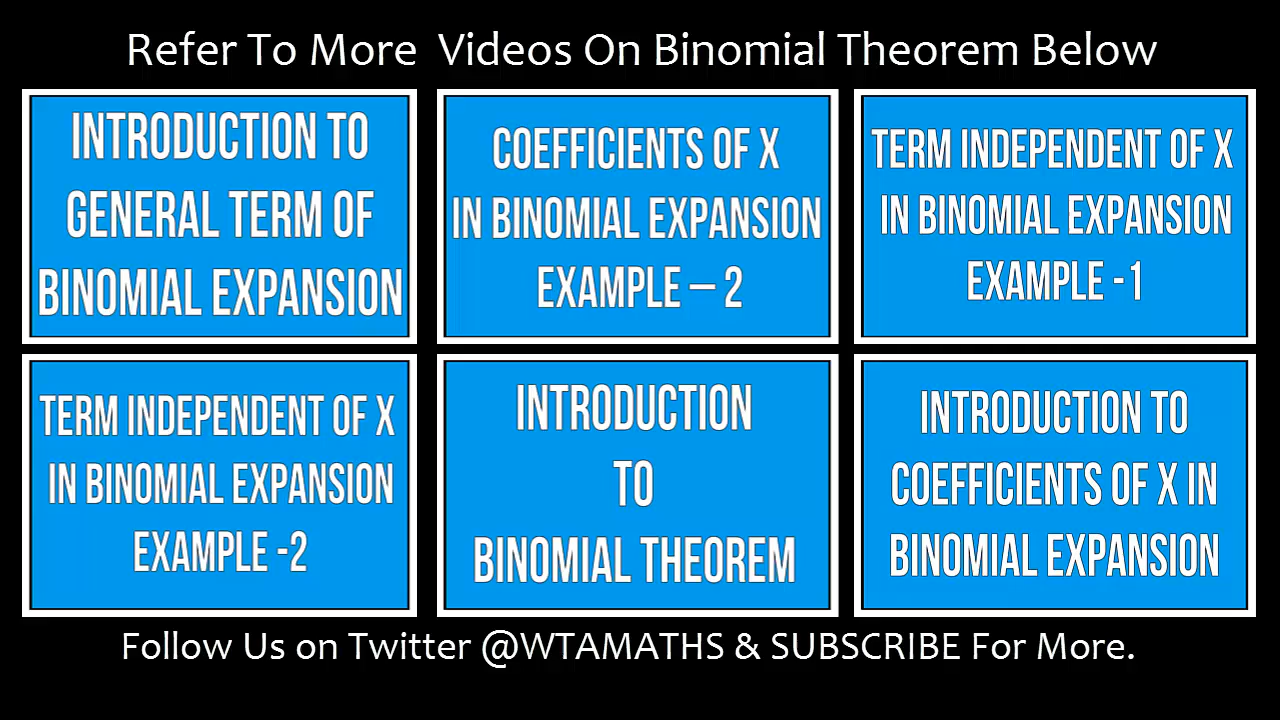 Refer To More Videos On Binomial Theorem Below
INTRODUCTION TO
GENERAL TERM OF
BINOMIAL EXPANSION
COEFFICIENTS OF X
IN BINOMIAL EXPANSION
EXAMPLE – 2
TERM INDEPENDENT OF X
IN BINOMIAL EXPANSION
EXAMPLE -1
TERM INDEPENDENT OF X
IN BINOMIAL EXPANSION
EXAMPLE -2
INTRODUCTION
TO
BINOMIAL THEOREM
INTRODUCTION TO
COEFFICIENTS OF X IN
BINOMIAL EXPANSION
Follow Us on Twitter @WTAMATHS & SUBSCRIBE For More.